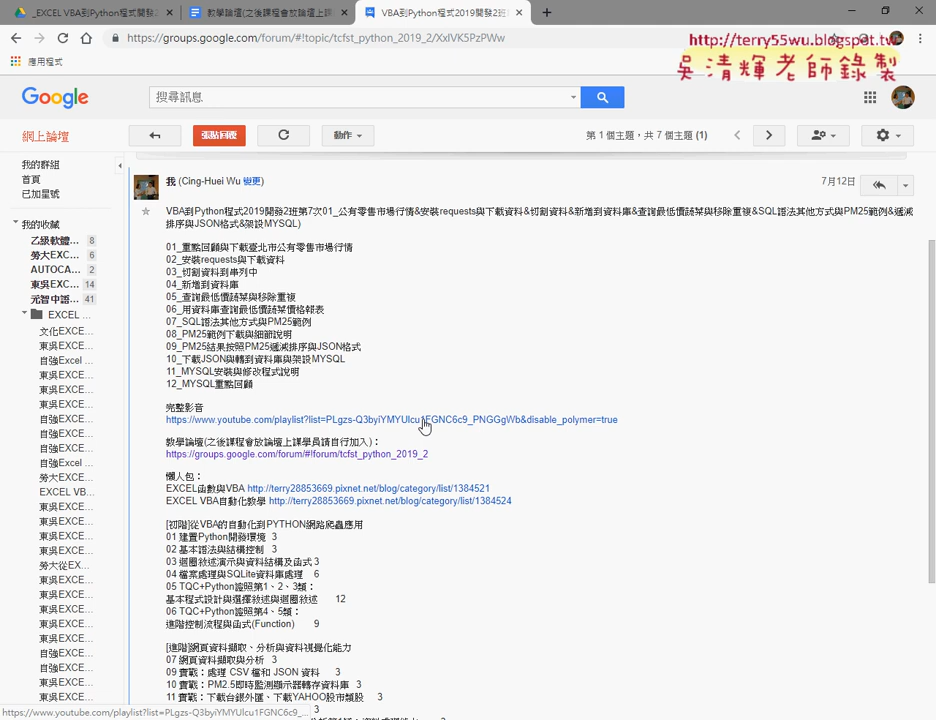 _EXCEL VBA到Python程式開發2
教學論壇(之後課程會放論壇上課
VBA到Python程式2019開發2班
https://groups.google.com/forum/#!topic/tcfst_python_2019_2/XxlVK5PzPWw
http://terry55wu.blogspot.tw
吳清輝老師錄製
應用程式
Google
搜尋訊息
網上論壇
張貼回覆
動作
第 1 個主題，共 7 個主題 (1)
我的群組
首頁
已加星號
我的收藏
乙級軟體... 8
勞大EXC... 6
AUTOCA... 2
東吳EXC... 14
元智中語... 41
EXCEL ...
文化EXCE...
東吳EXCE...
自強Excel ...
東吳EXCE...
東吳EXCE...
東吳EXCE...
自強EXCE...
自強EXCE...
東吳EXCE...
自強Excel ...
勞大EXCE...
EXCEL VB...
東吳EXCE...
東吳EXCE...
東吳EXCE...
東吳EXCE...
勞大從EX...
東吳EXCE...
東吳EXCE...
東吳EXCE...
東吳EXCE...
東吳EXCE...
自強EXCE...
自強EXCE...
東吳EXCE...
我 (Cing-Huei Wu 變更)
7月12日
VBA到Python程式2019開發2班第7次01_公有零售市場行情&安裝requests與下載資料&切割資料&新增到資料庫&查詢最低價蔬菜與移除重複&SQL語法其他方式與PM25範例&遞減
排序與JSON格式&架設MYSQL)
01_重點回顧與下載臺北市公有零售市場行情
02_安裝requests與下載資料
03_切割資料到串列中
04_新增到資料庫
05_查詢最低價蔬菜與移除重複
06_用資料庫查詢最低價蔬菜價格報表
07_SQL語法其他方式與PM25範例
08_PM25範例下載與細節說明
09_PM25結果按照PM25遞減排序與JSON格式
10_下載JSON與轉到資料庫與架設MYSQL
11_MYSQL安裝與修改程式說明
12_MYSQL重點回顧
完整影音
https://www.youtube.com/playlist?list=PLgzs-Q3byiYMYUlcu1FGNC6c9_PNGGgWb&disable_polymer=true
教學論壇(之後課程會放論壇上課學員請自行加入)：
https://groups.google.com/forum/#!forum/tcfst_python_2019_2
懶人包：
EXCEL函數與VBA http://terry28853669.pixnet.net/blog/category/list/1384521
EXCEL VBA自動化教學 http://terry28853669.pixnet.net/blog/category/list/1384524
[初階]從VBA的自動化到PYTHON網路爬蟲應用
01 建置Python開發環境 3
02 基本語法與結構控制 3
03 迴圈敘述演示與資料結構及函式 3
04 檔案處理與SQLite資料庫處理 6
05 TQC+Python證照第1、2、3類：
基本程式設計與選擇敘述與迴圈敘述 12
06 TQC+Python證照第4、5類：
進階控制流程與函式(Function) 9
[進階]網頁資料擷取、分析與資料視覺化能力
07 網頁資料擷取與分析 3
09 實戰：處理 CSV 檔和 JSON 資料 3
10 實戰：PM2.5即時監測顯示器轉存資料庫 3
11 實戰：下載台銀外匯、下載YAHOO股市類股 3
3
https://www.youtube.com/playlist?list=PLgzs-Q3byiYMYUlcu1FGNC6c9_...